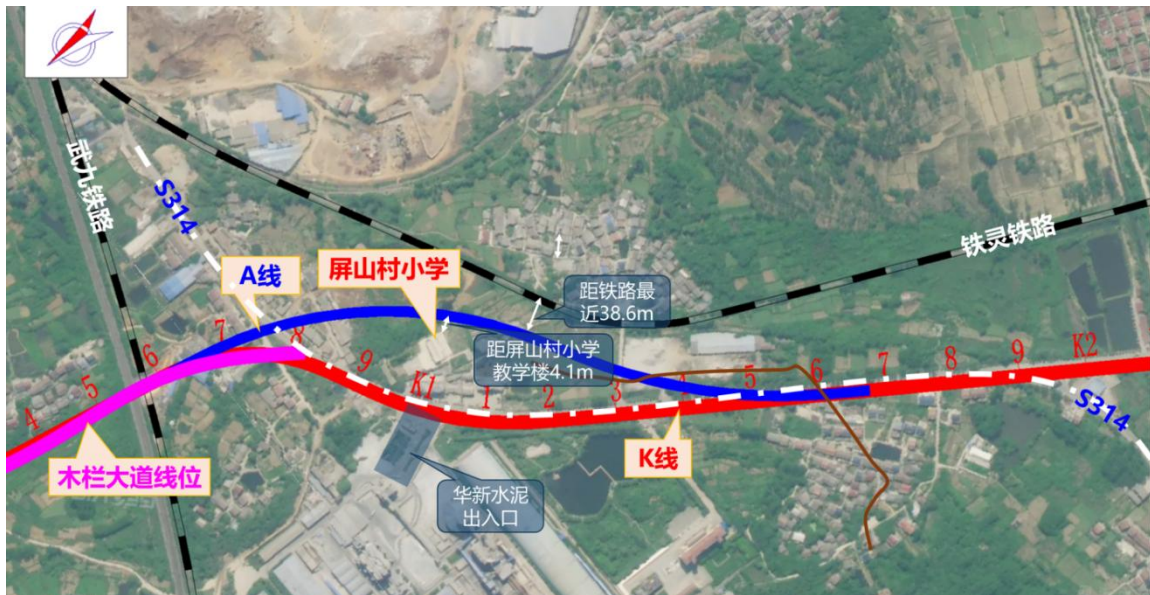 武九铁路
S314
A线
屏山村小学
铁灵铁路
距铁路最
近38.6m
距屏山村小学
教学楼4.1m
4
5
6
7
8
9
K1
1
2
3
4
5
6
7
8
9
K2
S314
K线
木栏大道线位
华新水泥
出入口